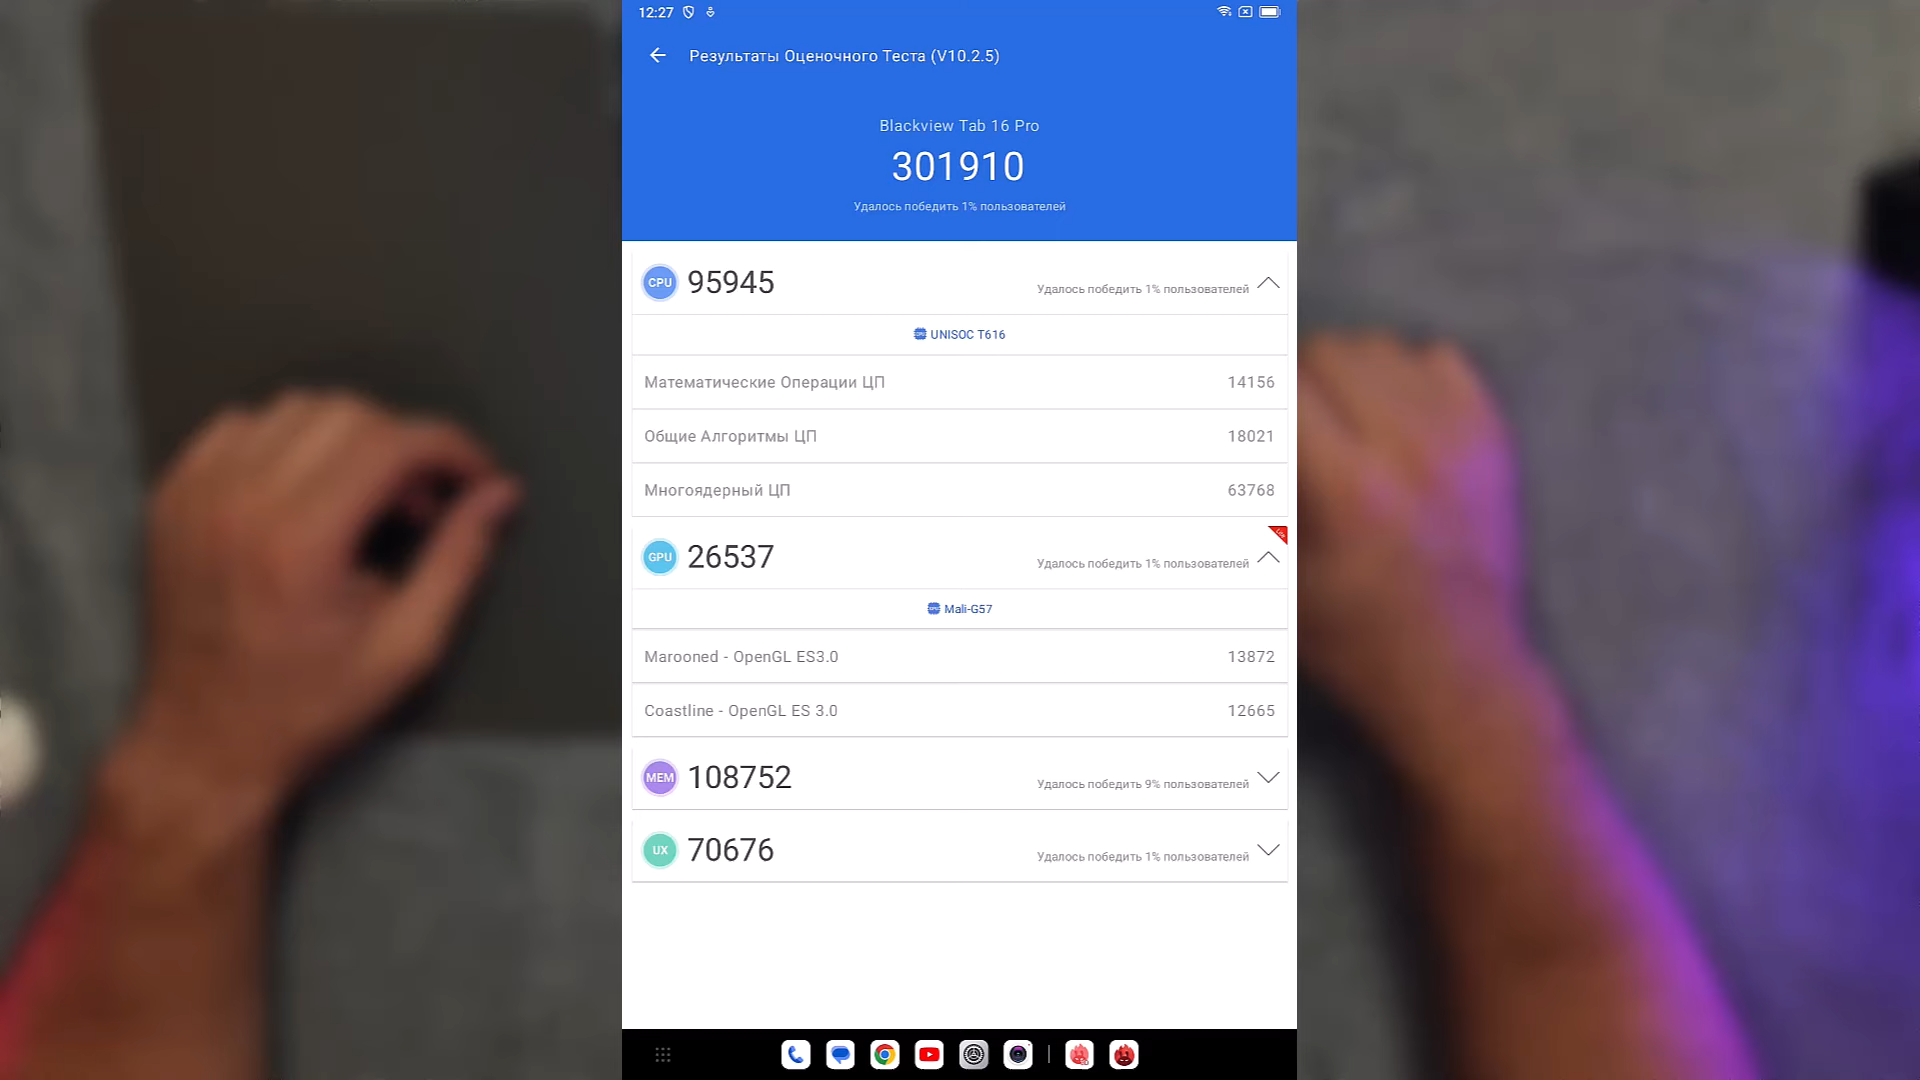 12:27
Результаты Оценочного Теста (V10.2.5)
Blackview Tab 16 Pro
301910
Удалось победить 1% пользователей
CPU 95945 Удалось победить 1% пользователей
UNISOC T616
Математические Операции ЦП 14156
Общие Алгоритмы ЦП 18021
Многоядерный ЦП 63768
GPU 26537 Удалось победить 1% пользователей
Mali-G57
Marooned - OpenGL ES3.0 13872
Coastline - OpenGL ES 3.0 12665
MEM 108752 Удалось победить 9% пользователей
UX 70676 Удалось победить 1% пользователей